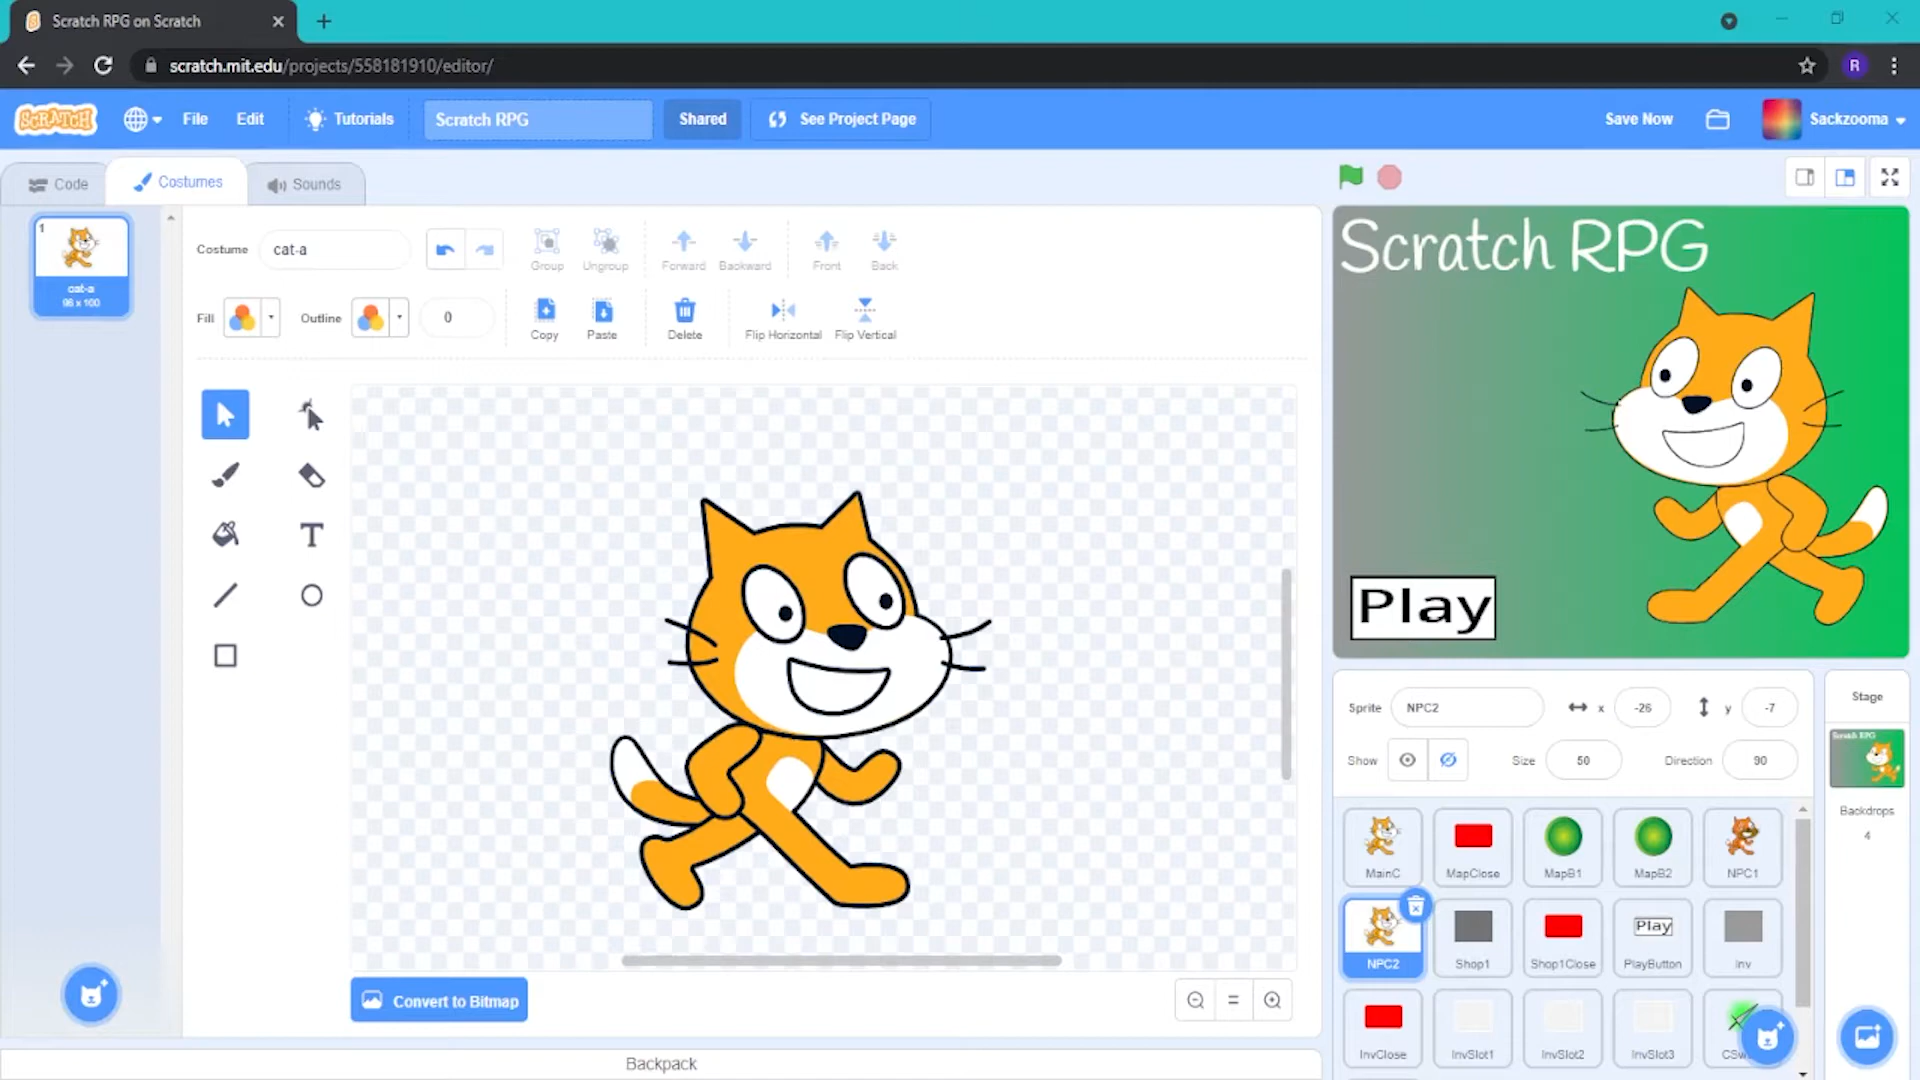 Scratch RPG on Scratch
scratch.mit.edu/projects/558181910/editor/
R
SCRATCH
File
Edit
Tutorials
Scratch RPG
Shared
See Project Page
Save Now
Sackzooma
Code
Costumes
Sounds
1
cat-a
96 x 100
Costume
cat-a
Group
Ungroup
Forward
Backward
Front
Back
Fill
Outline
0
Copy
Paste
Delete
Flip Horizontal
Flip Vertical
T
Convert to Bitmap
Backpack
Scratch RPG
Play
Sprite
NPC2
x
-26
y
-7
Show
Size
50
Direction
90
MainC
MapClose
MapB1
MapB2
NPC1
NPC2
Shop1
Shop1Close
Play
PlayButton
Inv
InvClose
InvSlot1
InvSlot2
InvSlot3
Stage
Scratch RPG
Backdrops
4